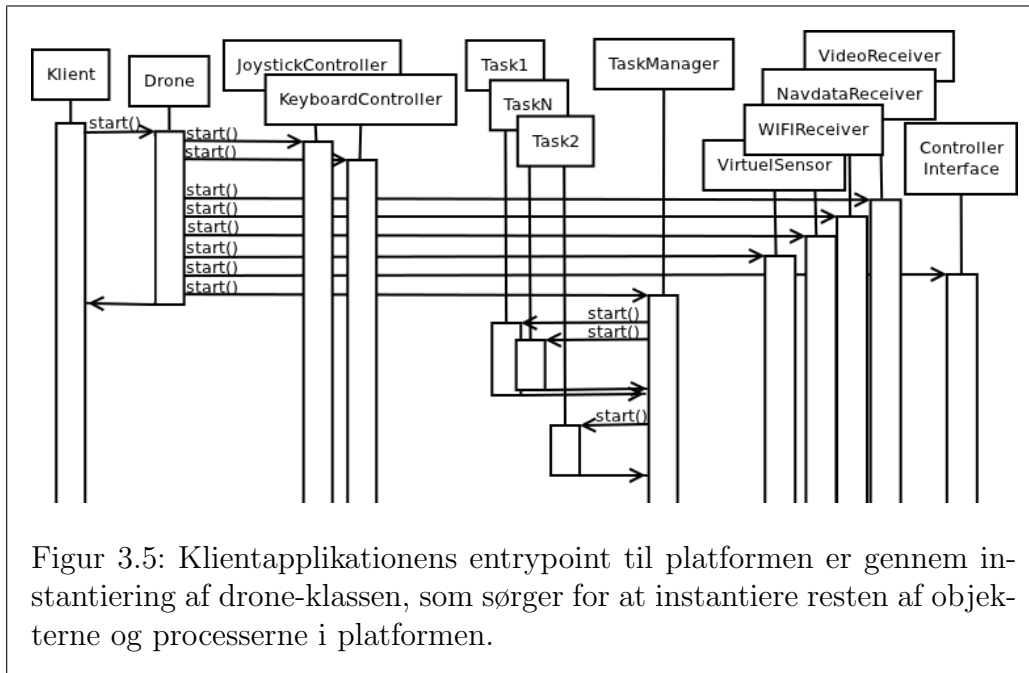 Klient
Drone
JoystickController
KeyboardController
Task1
TaskN
Task2
TaskManager
VideoReceiver
NavdataReceiver
WIFIReceiver
VirtuelSensor
Controller
Interface
start()
start()
start()
start()
start()
start()
start()
start()
start()
start()
start()
start()
Figur 3.5: Klientapplikationens entrypoint til platformen er gennem in-
stantiering af drone-klassen, som sørger for at instantiere resten af objek-
terne og processerne i platformen.